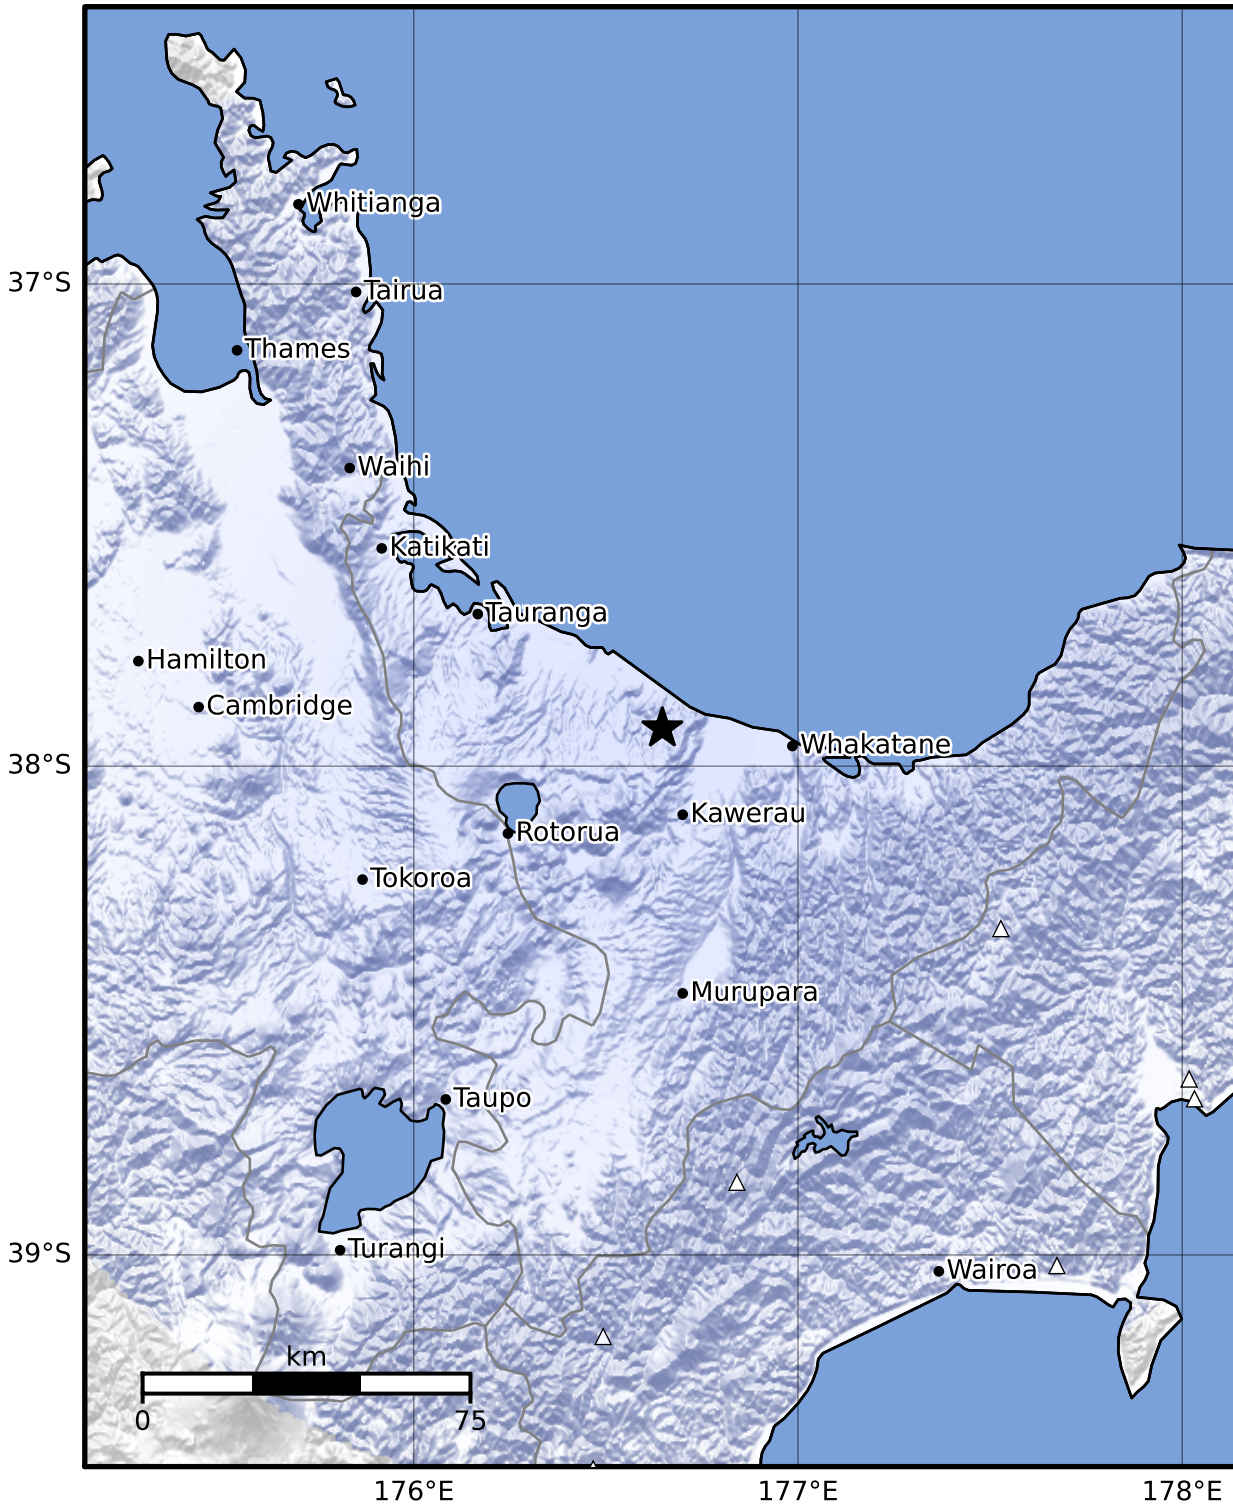 Whitianga
37°S
Tairua
Thames
Waihi
Katikati
Tauranga
Hamilton
Cambridge
Whakatane
38°S
Kawerau
Rotorua
Tokoroa
Murupara
Taupo
39°S
Turangi
Wairoa
km
0
75
176°E
177°E
178°E